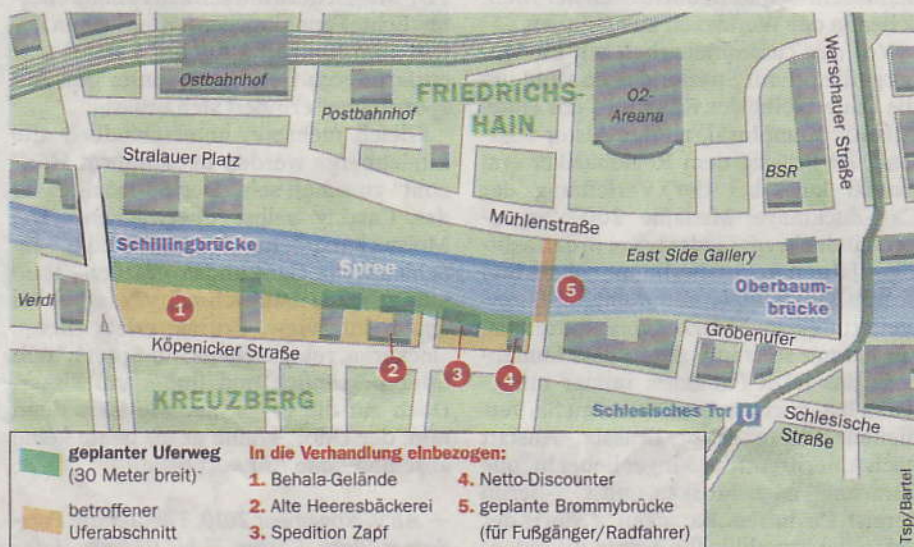 Ostbahnhof
Postbahnhof
FRIEDRICHS-
HAIN
O2-
Areana
Warschauer Straße
BSR
Stralauer Platz
Mühlenstraße
Schillingbrücke
Spree
East Side Gallery
Oberbaum-
brücke
Verdi
1
5
Gröbenufer
Köpenicker Straße
2
3
4
KREUZBERG
Schlesisches Tor U
Schlesische
Straße
geplanter Uferweg
(30 Meter breit)
betroffener
Uferabschnitt
In die Verhandlung einbezogen:
1. Behala-Gelände
2. Alte Heeresbäckerei
3. Spedition Zapf
4. Netto-Discounter
5. geplante Brommybrücke
(für Fußgänger/Radfahrer)
Tsp/Bartel